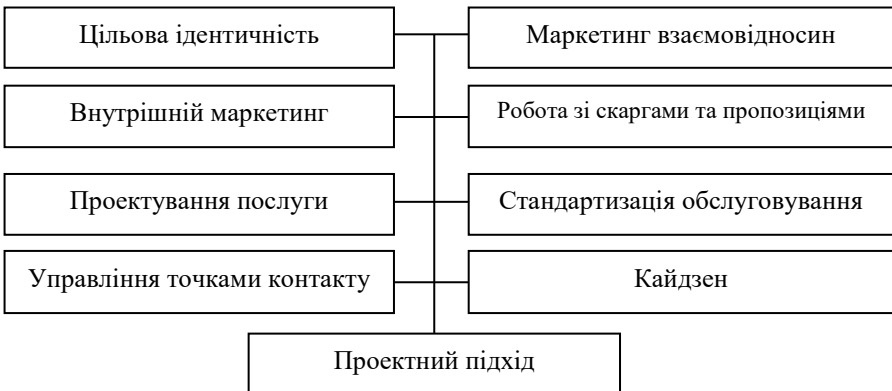 Цільова ідентичність
Маркетинг взаємовідносин
Внутрішній маркетинг
Робота зі скаргами та пропозиціями
Проектування послуги
Стандартизація обслуговування
Управління точками контакту
Кайдзен
Проектний підхід